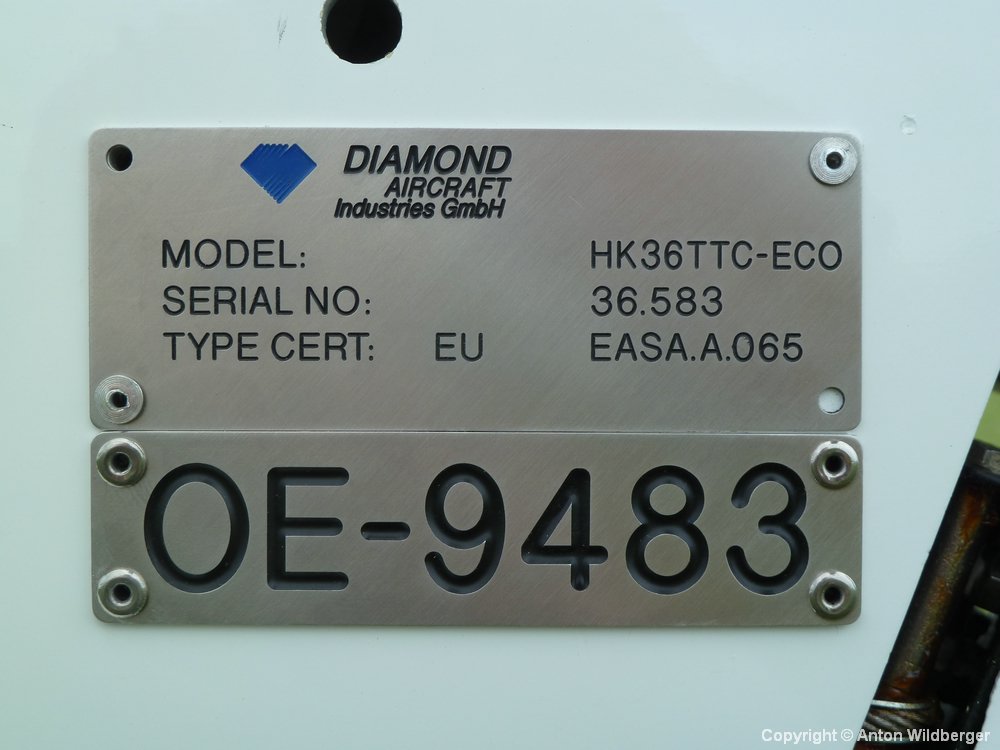 DIAMOND
AIRCRAFT
Industries GmbH
MODEL: HK36TTC-ECO
SERIAL NO: 36.583
TYPE CERT: EU EASA.A.065
OE-9483
Copyright © Anton Wildberger